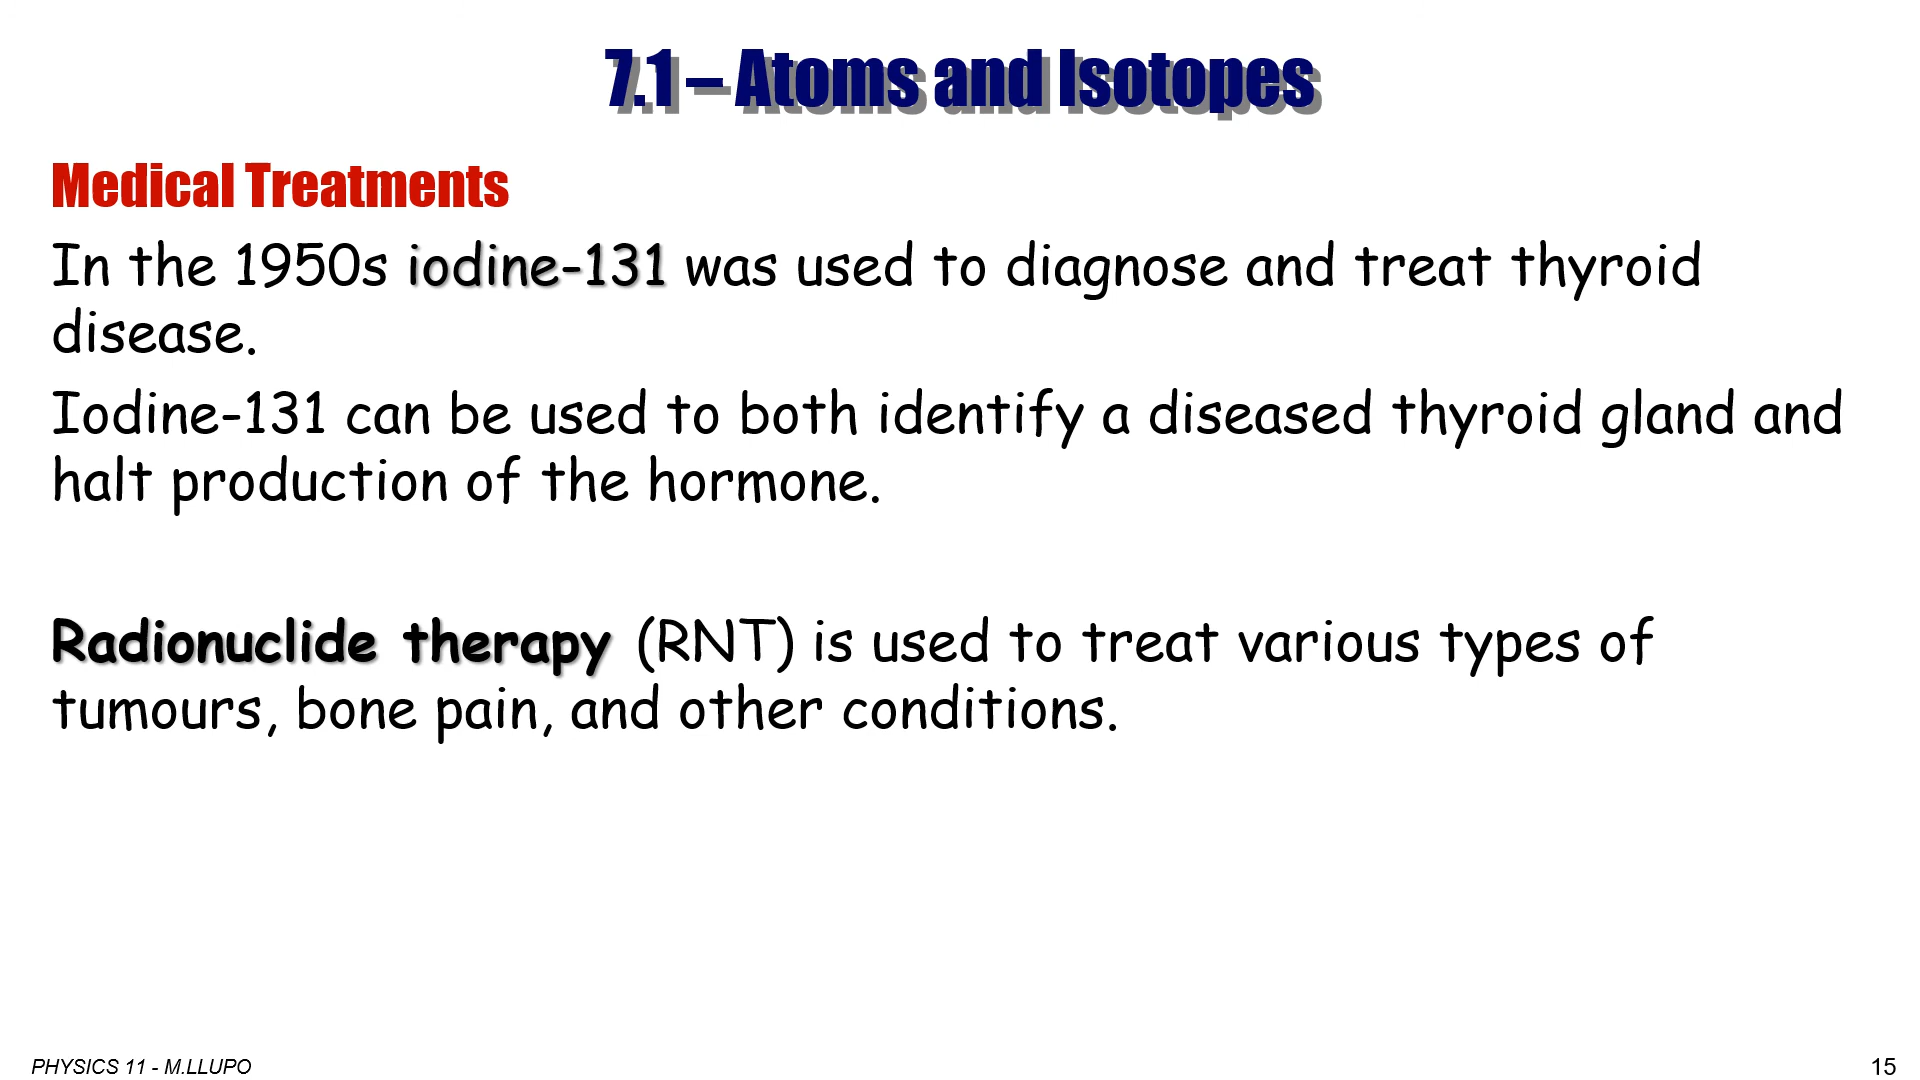 7.1 – Atoms and Isotopes
Medical Treatments
In the 1950s iodine-131 was used to diagnose and treat thyroid
disease.
Iodine-131 can be used to both identify a diseased thyroid gland and
halt production of the hormone.
Radionuclide therapy (RNT) is used to treat various types of
tumours, bone pain, and other conditions.
PHYSICS 11 - M.LLUPO
15